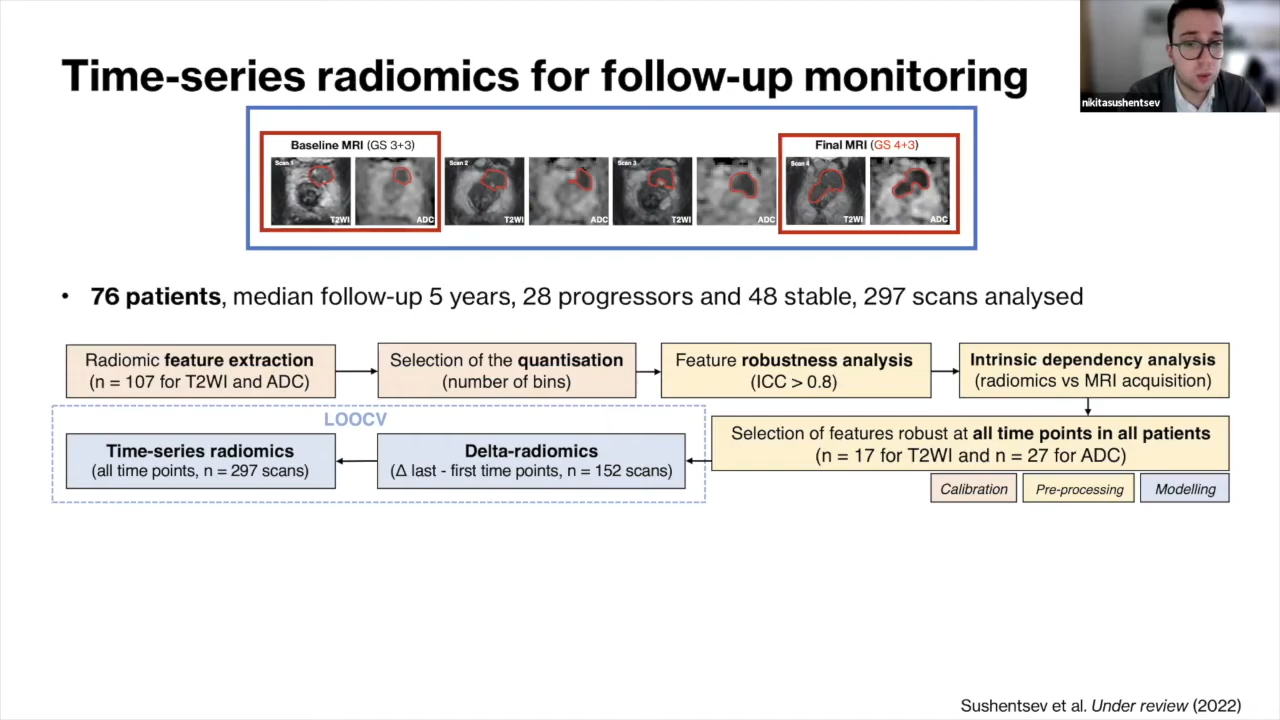 Time-series radiomics for follow-up monitoring
nikitasushentsev
Baseline MRI (GS 3+3)
Final MRI (GS 4+3)
Scan 1
Scan 2
Scan 3
Scan 4
T2WI
ADC
T2WI
ADC
T2WI
ADC
T2WI
ADC
• 76 patients, median follow-up 5 years, 28 progressors and 48 stable, 297 scans analysed
Radiomic feature extraction
(n = 107 for T2WI and ADC)
Selection of the quantisation
(number of bins)
Feature robustness analysis
(ICC > 0.8)
Intrinsic dependency analysis
(radiomics vs MRI acquisition)
Selection of features robust at all time points in all patients
(n = 17 for T2WI and n = 27 for ADC)
LOOCV
Delta-radiomics
(Δ last - first time points, n = 152 scans)
Time-series radiomics
(all time points, n = 297 scans)
Calibration
Pre-processing
Modelling
Sushentsev et al. Under review (2022)